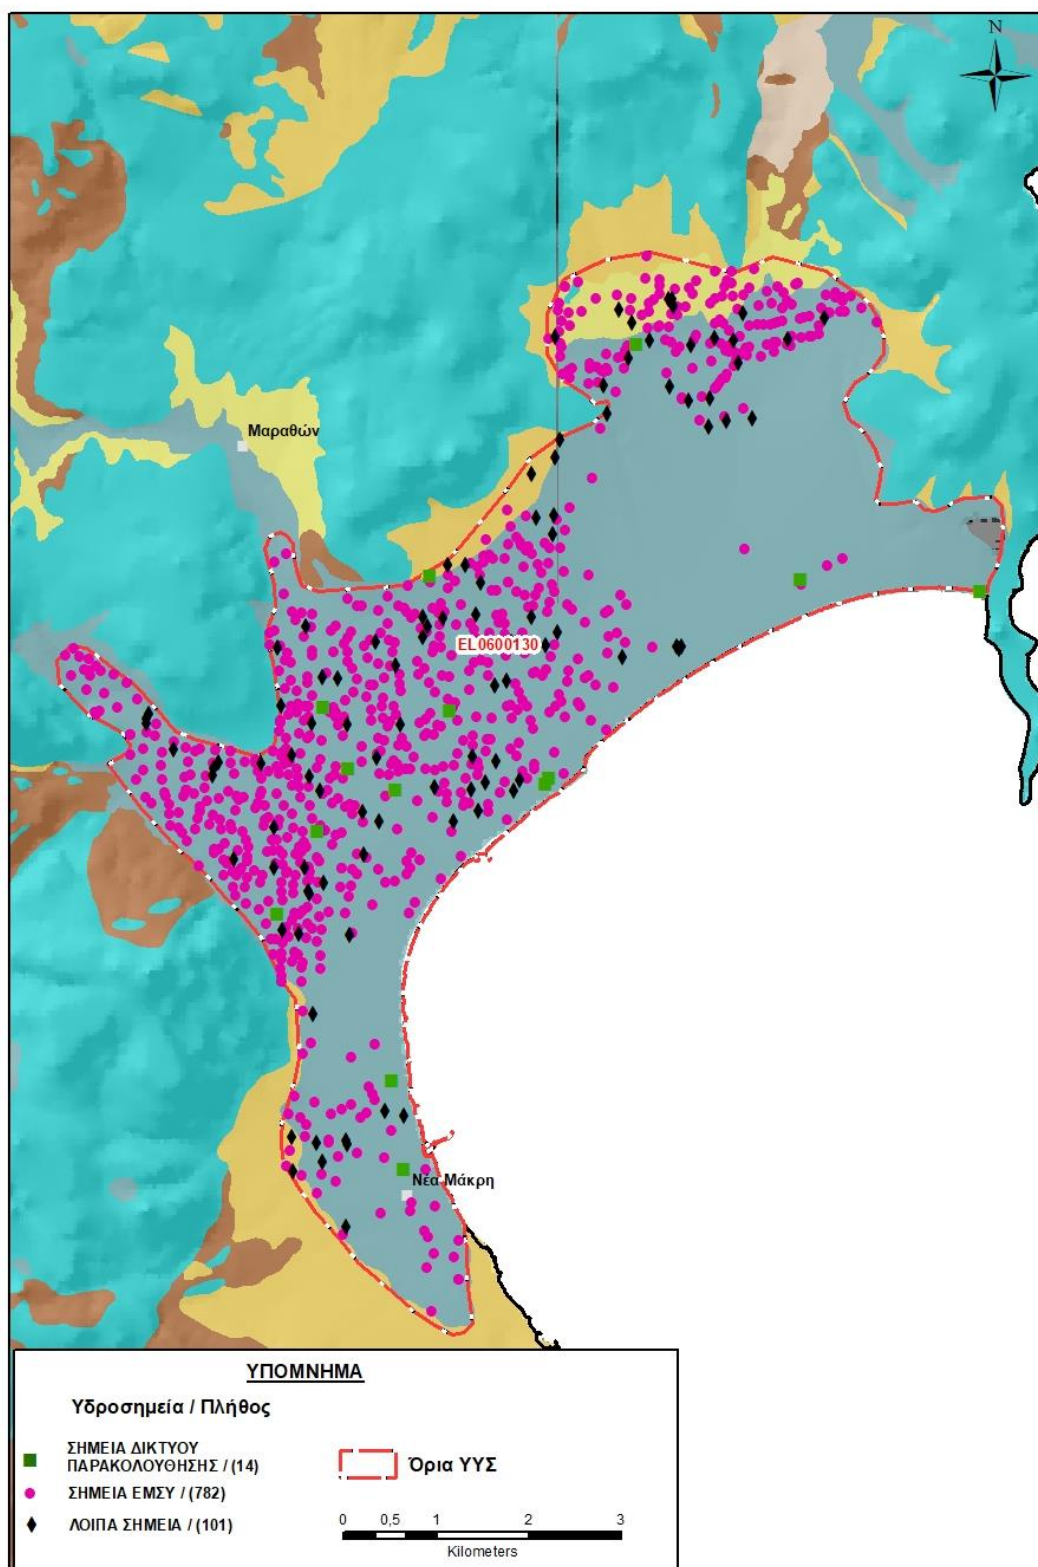 N
Μαραθών
EL0600130
Νέα Μάκρη
ΥΠΟΜΝΗΜΑ
Υδροσημεία / Πλήθος
ΣΗΜΕΙΑ ΔΙΚΤΥΟΥ
ΠΑΡΑΚΟΛΟΥΘΗΣΗΣ / (14)
ΣΗΜΕΙΑ ΕΜΣΥ / (782)
ΛΟΙΠΑ ΣΗΜΕΙΑ / (101)
Όρια ΥΥΣ
0 0,5 1 2 3
Kilometers